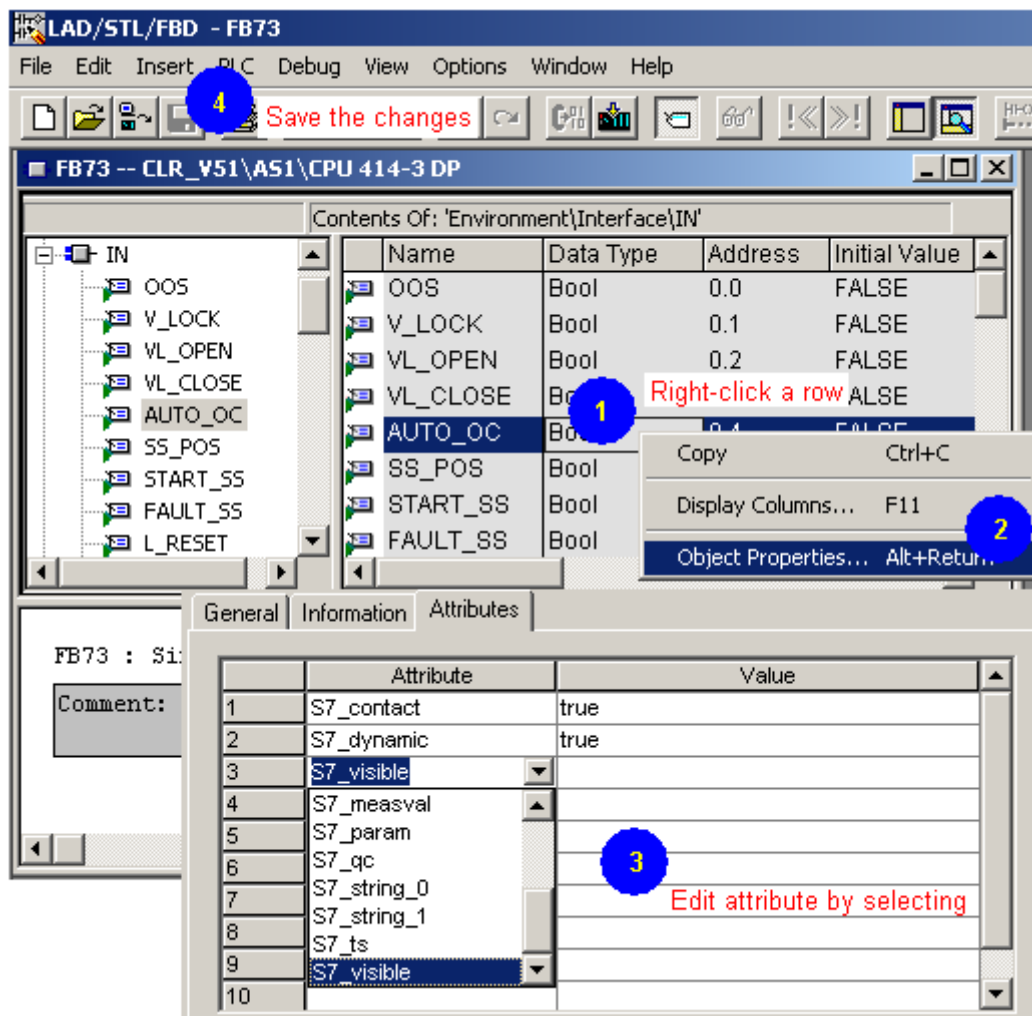 LAD/STL/FBD - FB73
File Edit Insert PLC Debug View Options Window Help
4
Save the changes
FB73 -- CLR_V51\AS1\CPU 414-3 DP
Contents Of: 'Environment\Interface\IN'
IN
OOS
V_LOCK
VL_OPEN
VL_CLOSE
AUTO_OC
SS_POS
START_SS
FAULT_SS
L_RESET
Name Data Type Address Initial Value
OOS Bool 0.0 FALSE
V_LOCK Bool 0.1 FALSE
VL_OPEN Bool 0.2 FALSE
VL_CLOSE
1
Right-click a row
AUTO_OC
SS_POS Bool
START_SS Bool
FAULT_SS Bool
Copy Ctrl+C
Display Columns... F11
2
Object Properties... Alt+Return
General Information Attributes
FB73 :
Comment:
Attribute Value
1 S7_contact true
2 S7_dynamic true
3 S7_visible
4 S7_measval
5 S7_param
6 S7_qc
7 S7_string_0
8 S7_string_1
S7_ts
9 S7_visible
10
3
Edit attribute by selecting